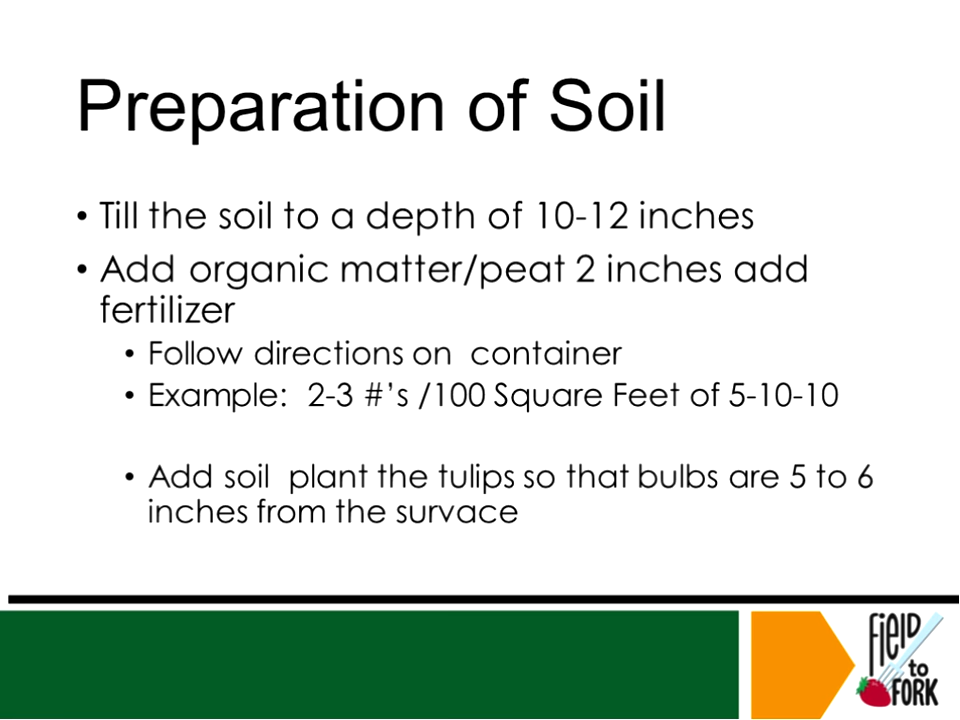 Preparation of Soil
• Till the soil to a depth of 10-12 inches
• Add organic matter/peat 2 inches add
fertilizer
• Follow directions on  container
• Example:  2-3 #'s /100 Square Feet of 5-10-10
• Add soil  plant the tulips so that bulbs are 5 to 6
inches from the survace
FiELD
to
FORK